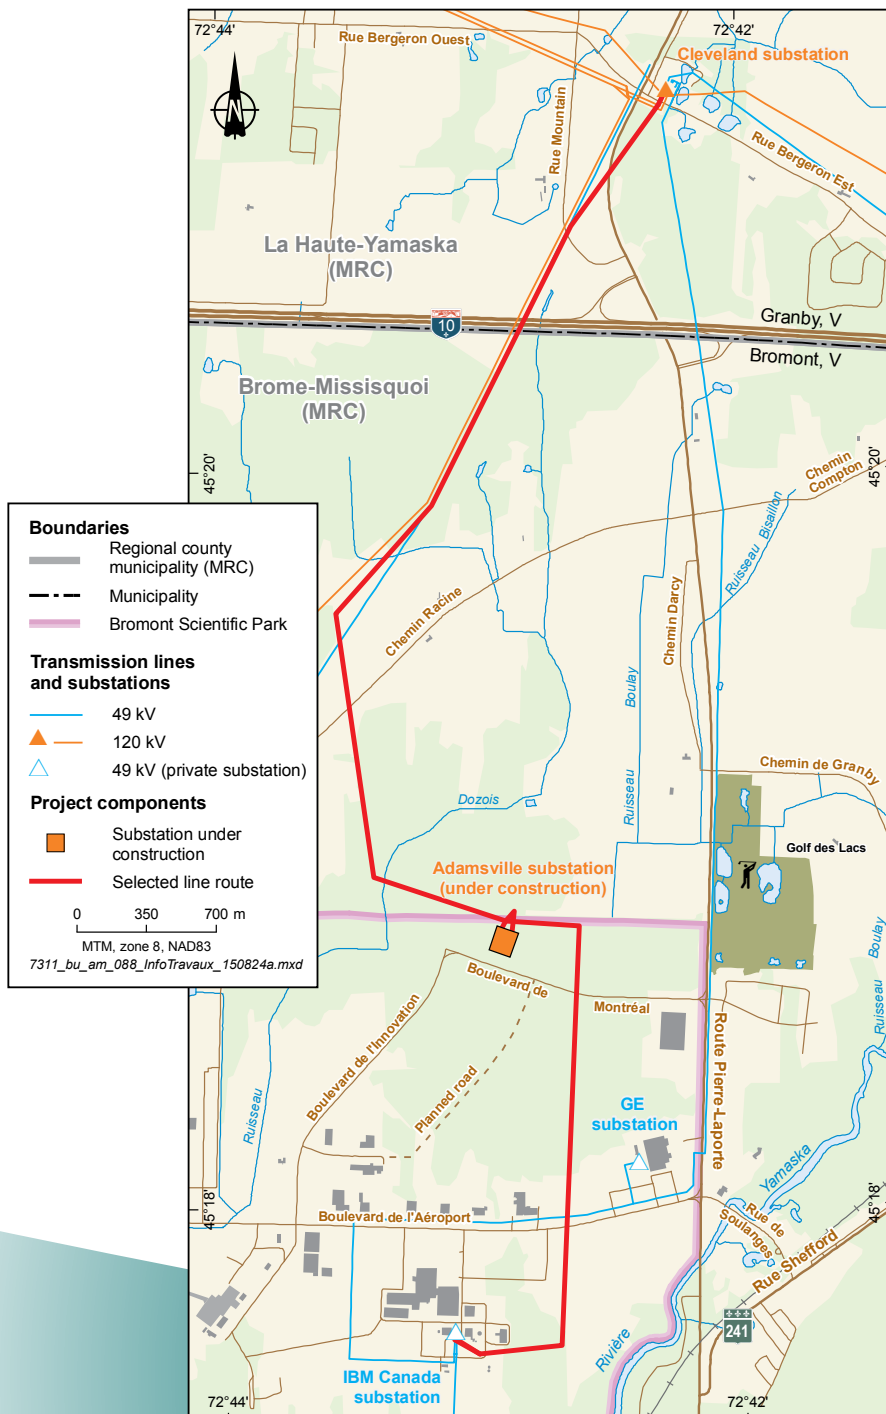 72°44'
72°42'
Rue Bergeron Ouest
Cleveland substation
N
Rue Mountain
Rue Bergeron Est
La Haute-Yamaska
(MRC)
10
Granby, V
Bromont, V
Brome-Missisquoi
(MRC)
45°20'
45°20'
Chemin
Compton
Ruisseau Bisaillon
Chemin Racine
Chemin Darcy
Boulay
Ruisseau
Dozois
Chemin de Granby
Golf des Lacs
Adamsville substation
(under construction)
Boulevard de
Montréal
Boulevard de l'Innovation
Planned road
Route Pierre-Laporte
Ruisseau Boulay
Ruisseau
GE
substation
Yamaska
45°18'
45°18'
Boulevard de l'Aéroport
Rue de
Soulanges
Rue Shefford
241
Rivière
IBM Canada
substation
72°44'
72°42'
Boundaries
Regional county
municipality (MRC)
Municipality
Bromont Scientific Park
Transmission lines
and substations
49 kV
120 kV
49 kV (private substation)
Project components
Substation under
construction
Selected line route
0 350 700 m
MTM, zone 8, NAD83
7311_bu_am_088_InfoTravaux_150824a.mxd